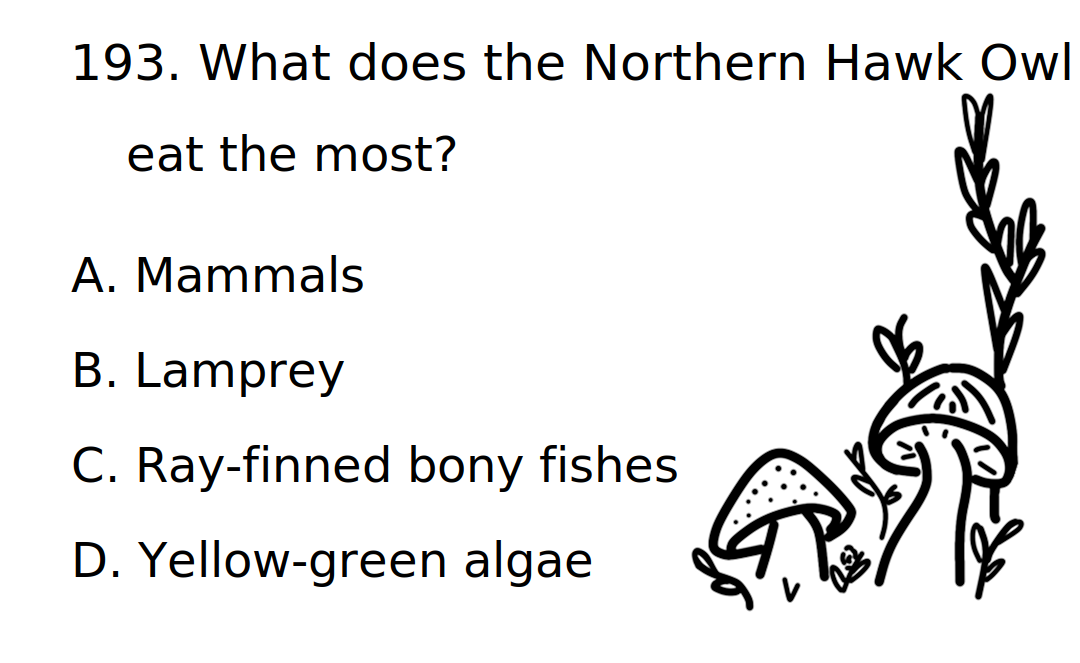 193. What does the Northern Hawk Owl
eat the most?
A. Mammals
B. Lamprey
C. Ray-finned bony fishes
D. Yellow-green algae